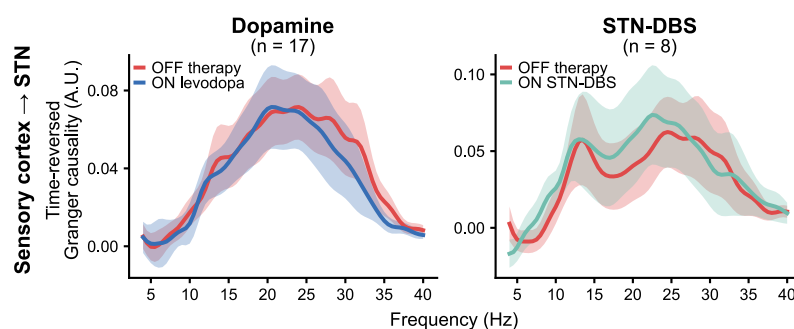 Dopamine
(n = 17)
STN-DBS
(n = 8)
Sensory cortex → STN
Time-reversed
Granger causality (A.U.)
OFF therapy
ON levodopa
OFF therapy
ON STN-DBS
0.08
0.04
0.00
0.10
0.05
0.00
5 10 15 20 25 30 35 40
5 10 15 20 25 30 35 40
Frequency (Hz)